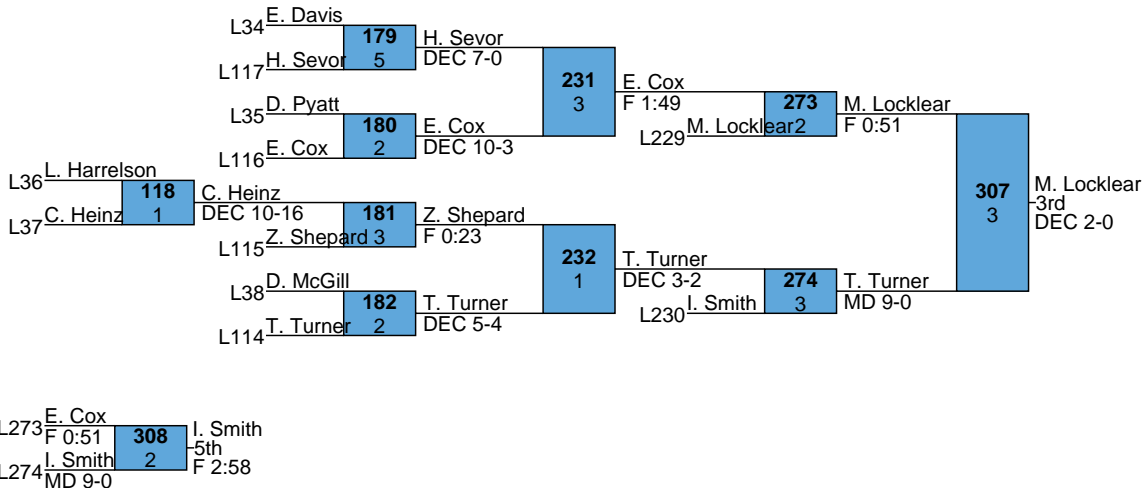 L34 E. Davis
179
5
L117 H. Sevor
H. Sevor
DEC 7-0
L35 D. Pyatt
180
2
L116 E. Cox
E. Cox
DEC 10-3
231
3
E. Cox
F 1:49
L229 M. Locklear
273
2
M. Locklear
F 0:51
L36 L. Harrelson
118
1
L37 C. Heinz
C. Heinz
DEC 10-16
181
3
L115 Z. Shepard
Z. Shepard
F 0:23
L38 D. McGill
182
2
L114 T. Turner
T. Turner
DEC 5-4
232
1
T. Turner
DEC 3-2
L230 I. Smith
274
3
T. Turner
MD 9-0
307
3
M. Locklear
3rd
DEC 2-0
L273 E. Cox
F 0:51
308
2
L274 I. Smith
MD 9-0
I. Smith
5th
F 2:58